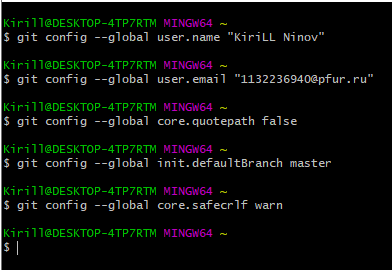 Kirill@DESKTOP-4TP7RTM MINGW64 ~
$ git config --global user.name "KiriLL Ninov"
Kirill@DESKTOP-4TP7RTM MINGW64 ~
$ git config --global user.email "1132236940@pfur.ru"
Kirill@DESKTOP-4TP7RTM MINGW64 ~
$ git config --global core.quotepath false
Kirill@DESKTOP-4TP7RTM MINGW64 ~
$ git config --global init.defaultBranch master
Kirill@DESKTOP-4TP7RTM MINGW64 ~
$ git config --global core.safecrlf warn
Kirill@DESKTOP-4TP7RTM MINGW64 ~
$